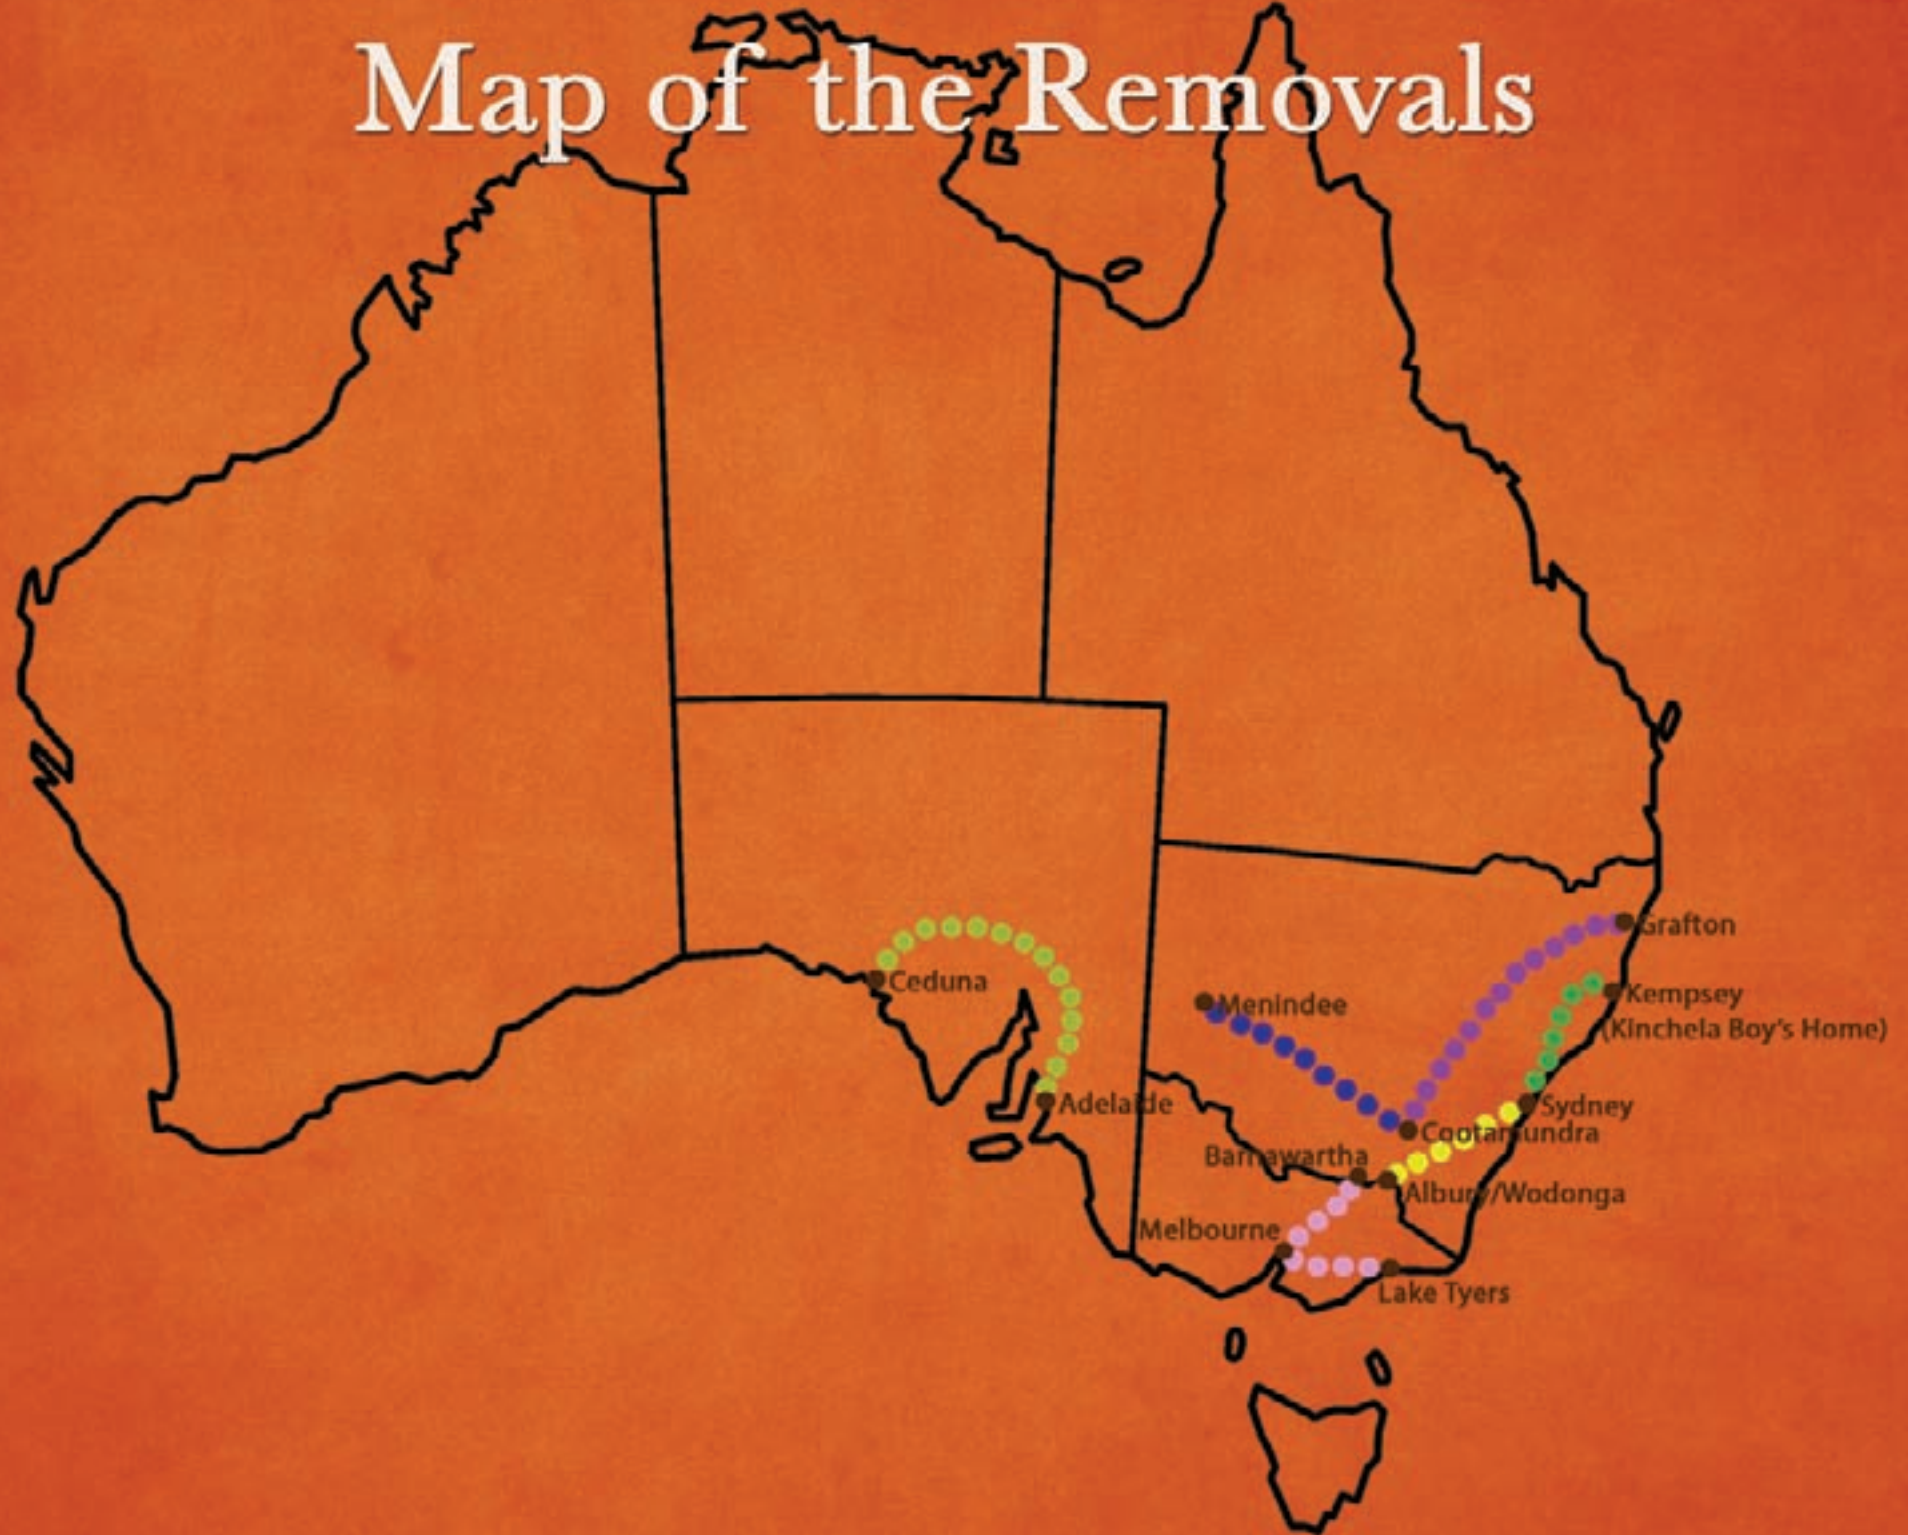 Map of the Removals
Grafton
Ceduna
Kempsey
(Kinchela Boy's Home)
Menindee
Adelaide
Sydney
Cootamundra
Barnawartha
Albury/Wodonga
Melbourne
Lake Tyers